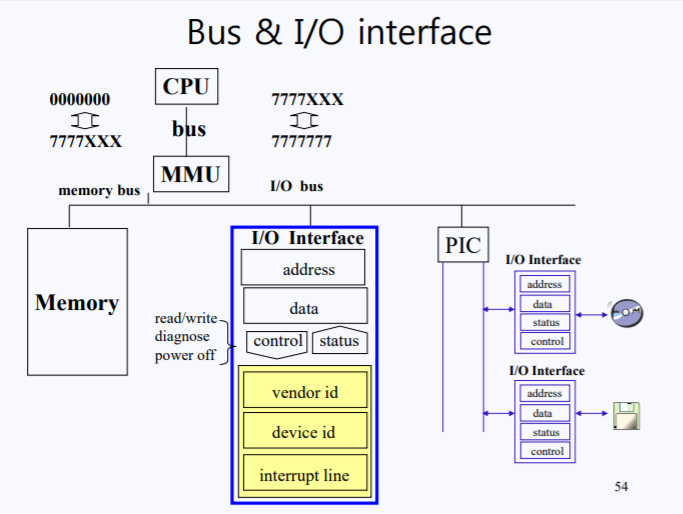 Bus & I/O interface
CPU
0000000
7777XXX
7777XXX
7777777
bus
MMU
memory bus
I/O bus
Memory
I/O Interface
address
data
control
status
read/write
diagnose
power off
vendor id
device id
interrupt line
PIC
I/O Interface
address
data
status
control
I/O Interface
address
data
status
control
54